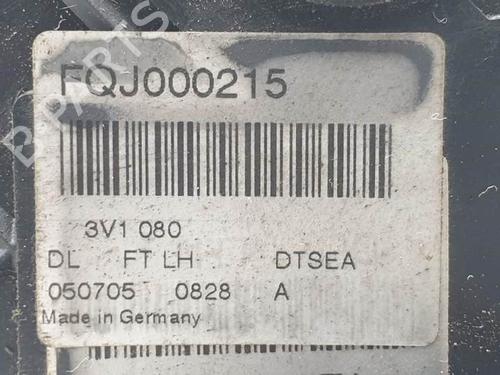 FQJ000215
3V1 080
DL FT LH DTSEA
050705 0828 A
Made in Germany
B PARTS